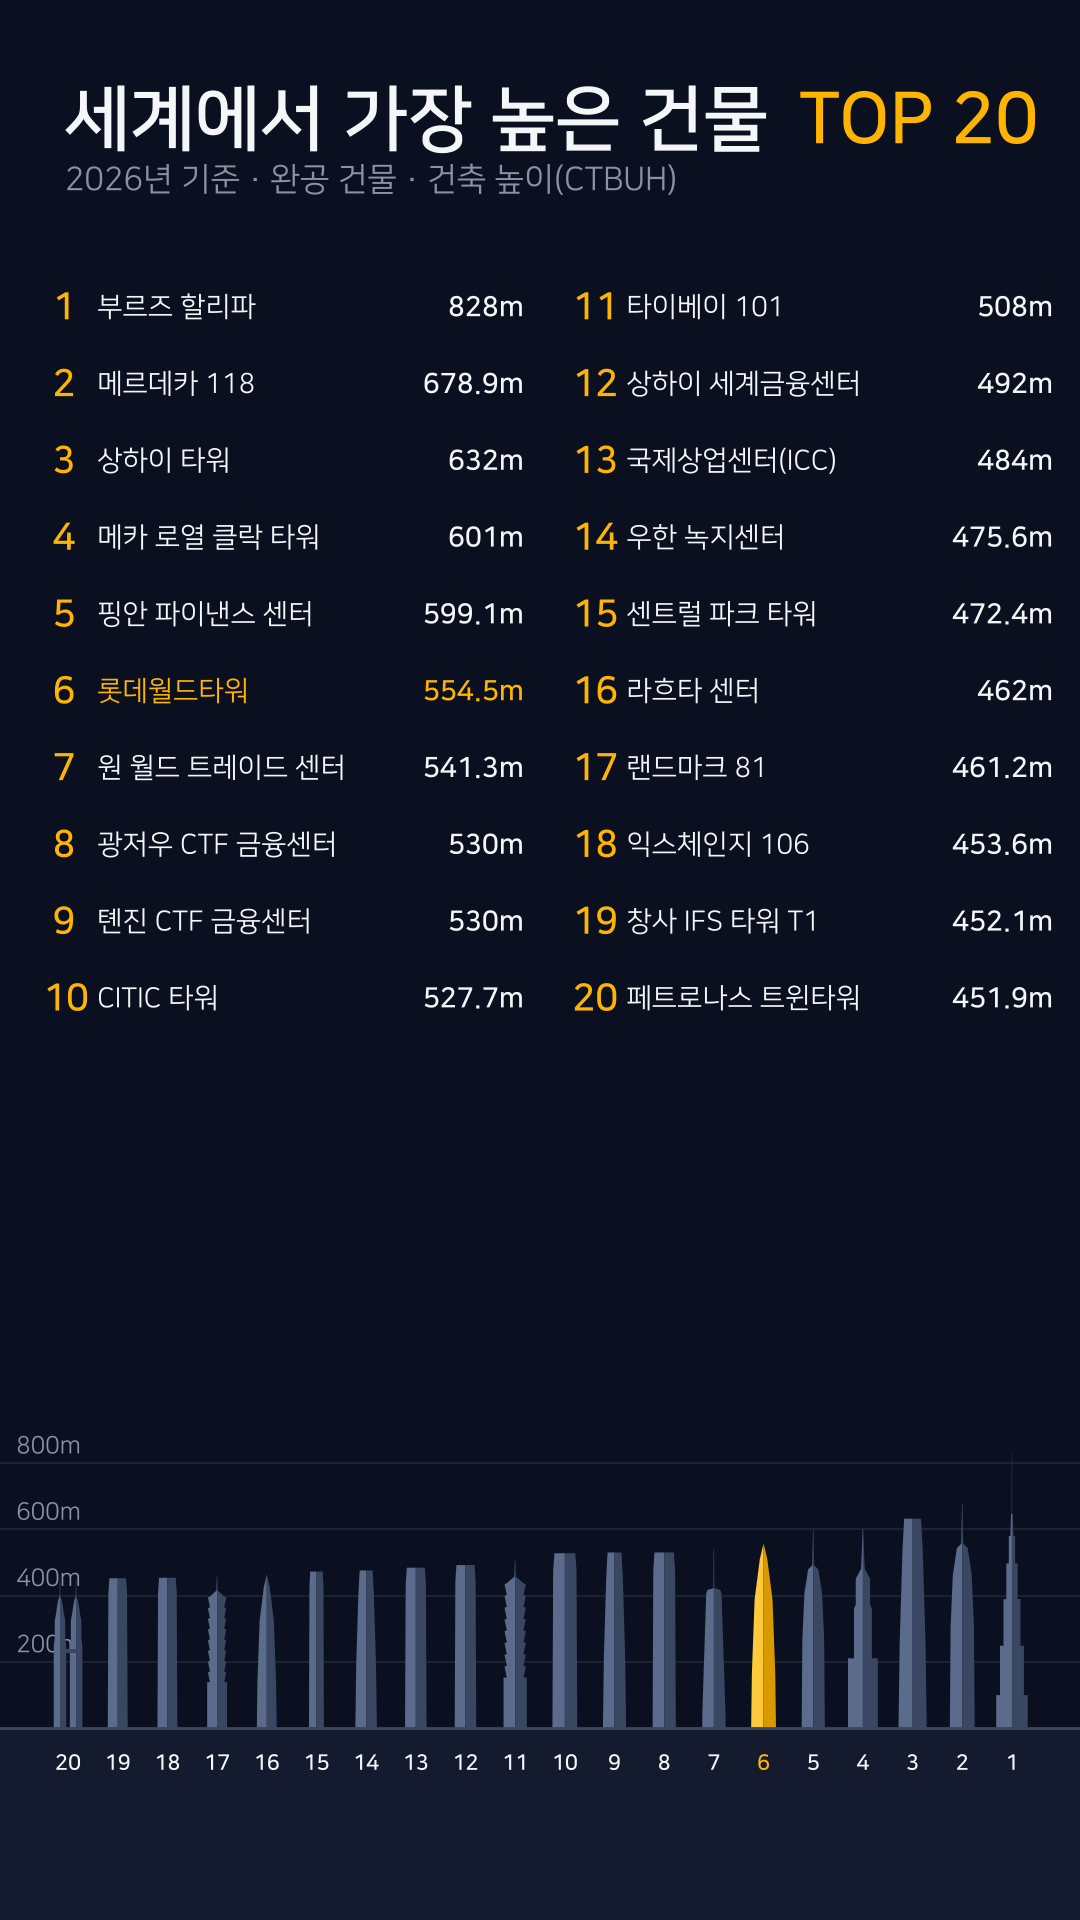 세계에서 가장 높은 건물 TOP 20
2026년 기준 · 완공 건물 · 건축 높이(CTBUH)
1 부르즈 할리파 828m
2 메르데카 118 678.9m
3 상하이 타워 632m
4 메카 로열 클락 타워 601m
5 핑안 파이낸스 센터 599.1m
6 롯데월드타워 554.5m
7 원 월드 트레이드 센터 541.3m
8 광저우 CTF 금융센터 530m
9 톈진 CTF 금융센터 530m
10 CITIC 타워 527.7m
11 타이베이 101 508m
12 상하이 세계금융센터 492m
13 국제상업센터(ICC) 484m
14 우한 녹지센터 475.6m
15 센트럴 파크 타워 472.4m
16 라흐타 센터 462m
17 랜드마크 81 461.2m
18 익스체인지 106 453.6m
19 창사 IFS 타워 T1 452.1m
20 페트로나스 트윈타워 451.9m
800m
600m
400m
200m
20 19 18 17 16 15 14 13 12 11 10 9 8 7 6 5 4 3 2 1